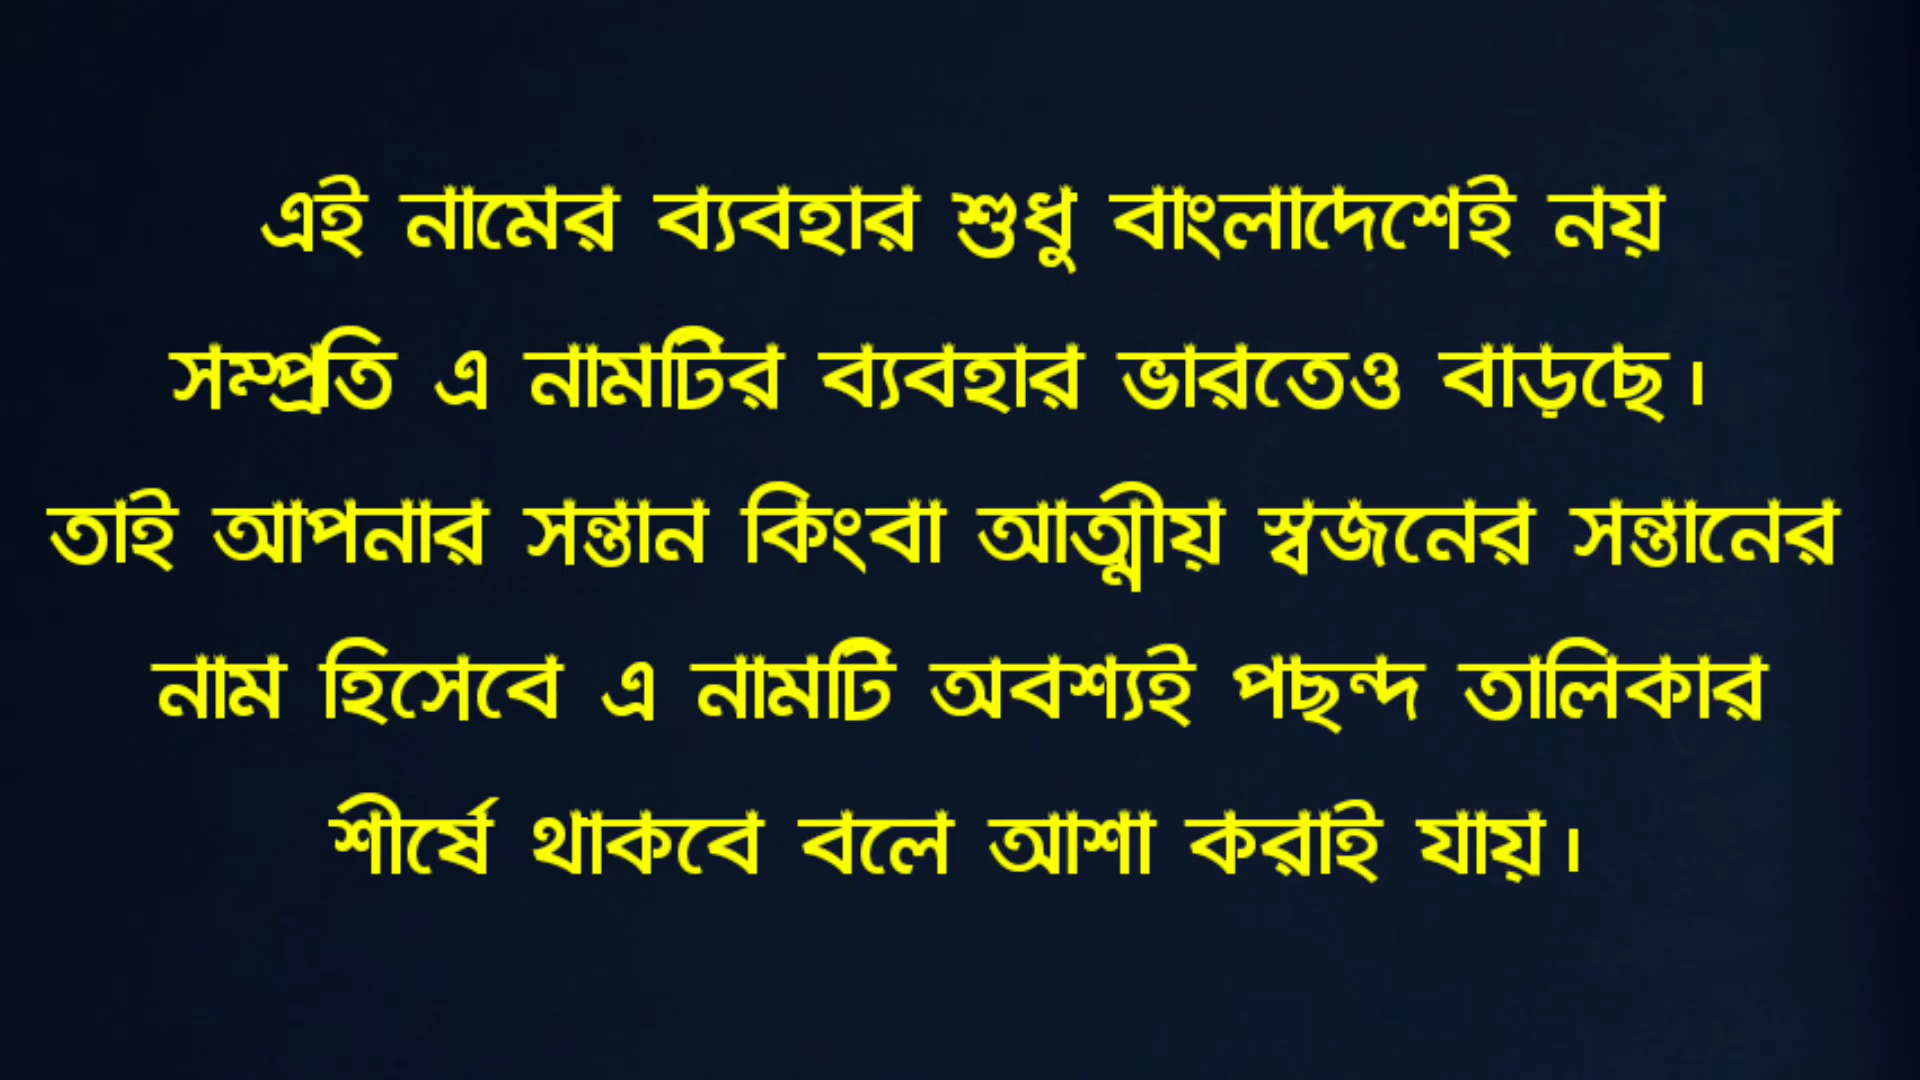 এই নামের ব্যবহার শুধু বাংলাদেশেই নয়
সম্প্রতি এ নামটির ব্যবহার ভারতেও বাড়ছে।
তাই আপনার সন্তান কিংবা আত্মীয় স্বজনের সন্তানের
নাম হিসেবে এ নামটি অবশ্যই পছন্দ তালিকার
শীর্ষে থাকবে বলে আশা করাই যায়।